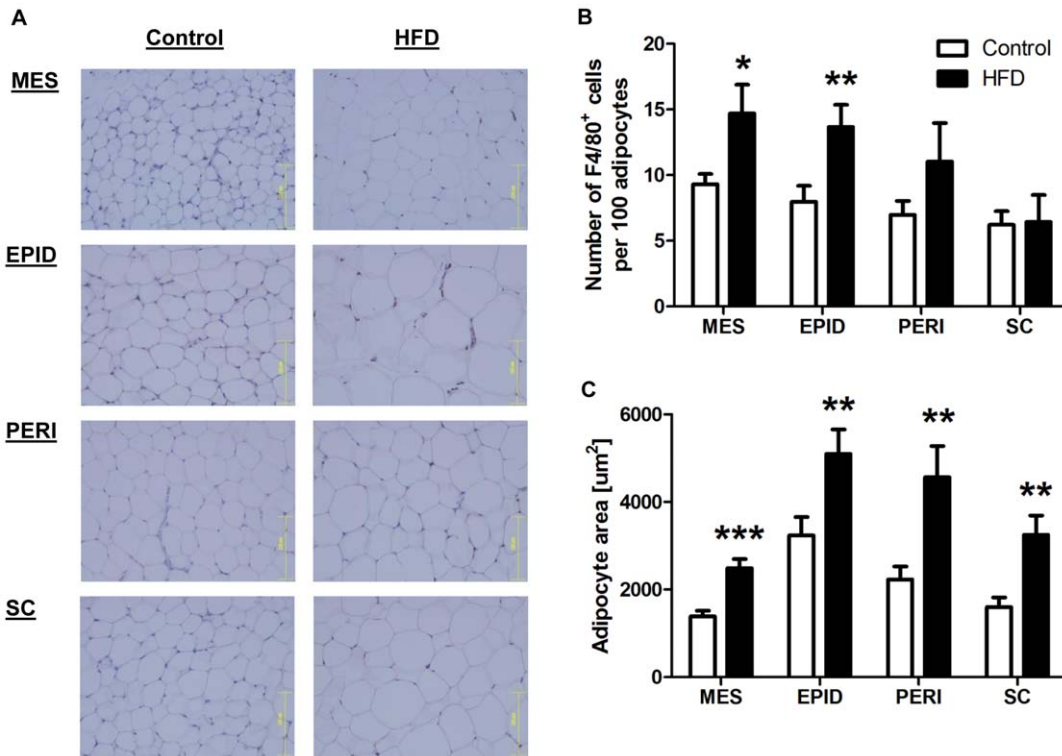 A
Control
HFD
MES
EPID
PERI
SC
B
Number of F4/80+ cells
per 100 adipocytes
20
15
10
5
0
Control
HFD
*
**
MES
EPID
PERI
SC
C
Adipocyte area [um²]
6000
4000
2000
0
***
**
**
**
MES
EPID
PERI
SC